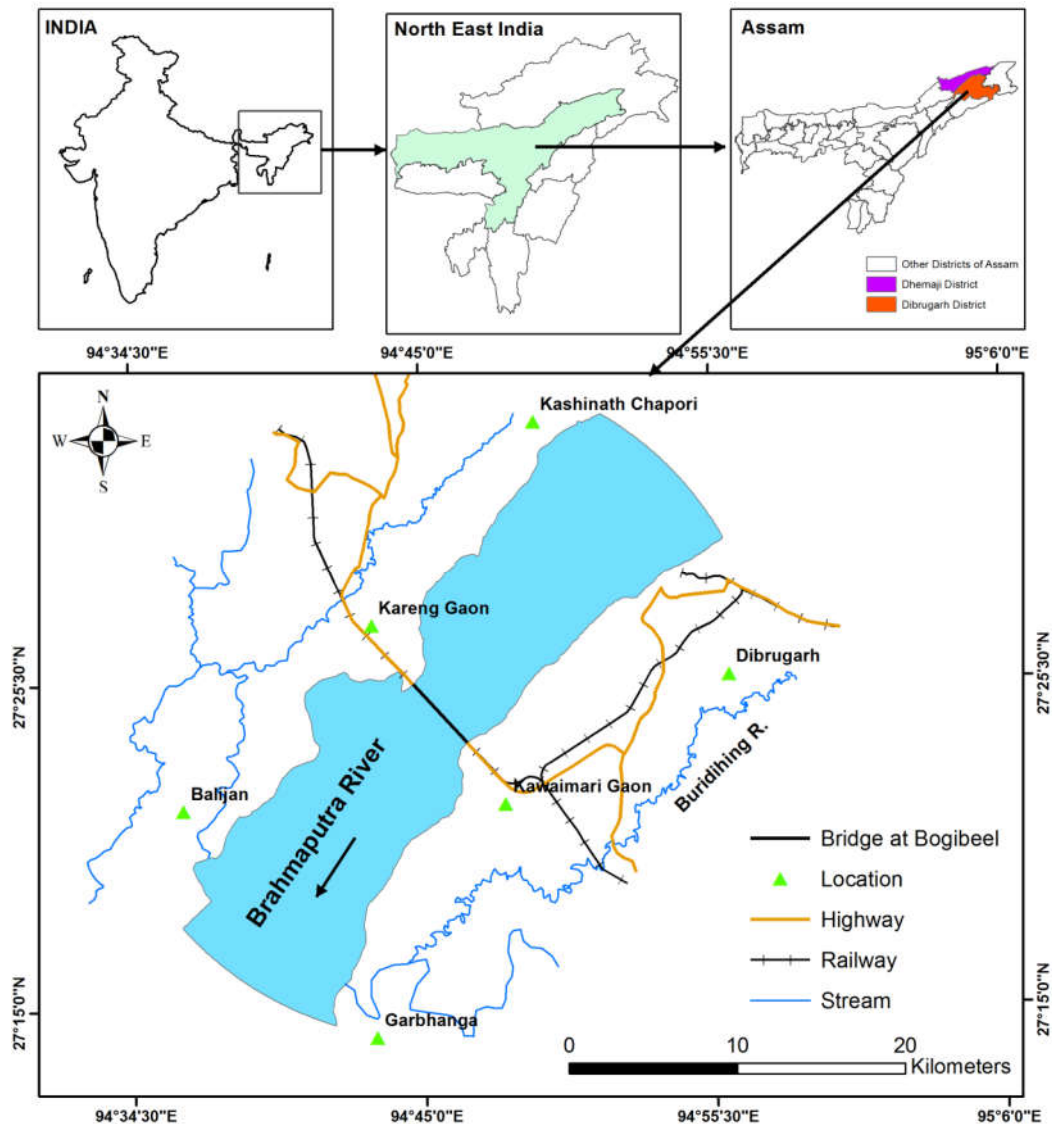 INDIA
North East India
Assam
Other Districts of Assam
Dhemaji District
Dibrugarh District
94°34'30"E
94°45'0"E
94°55'30"E
95°6'0"E
N
W
E
S
Kashinath Chapori
Kareng Gaon
Dibrugarh
27°25'30"N
27°25'30"N
Buridihing R.
Balijan
Kawaimari Gaon
Brahmaputra River
Bridge at Bogibeel
Location
Highway
Railway
Stream
27°15'0"N
27°15'0"N
Garbhanga
0
10
20
Kilometers
94°34'30"E
94°45'0"E
94°55'30"E
95°6'0"E